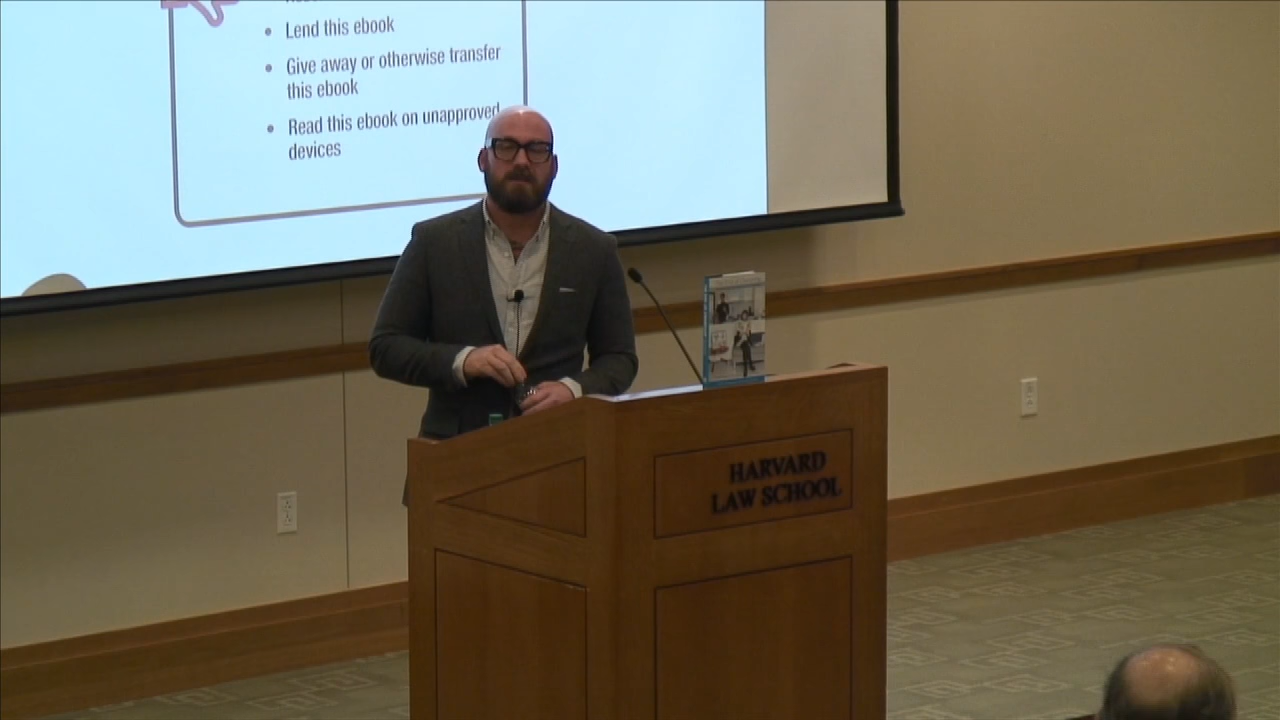 Lend this ebook
Give away or otherwise transfer
this ebook
Read this ebook on unapproved
devices
HARVARD
LAW SCHOOL